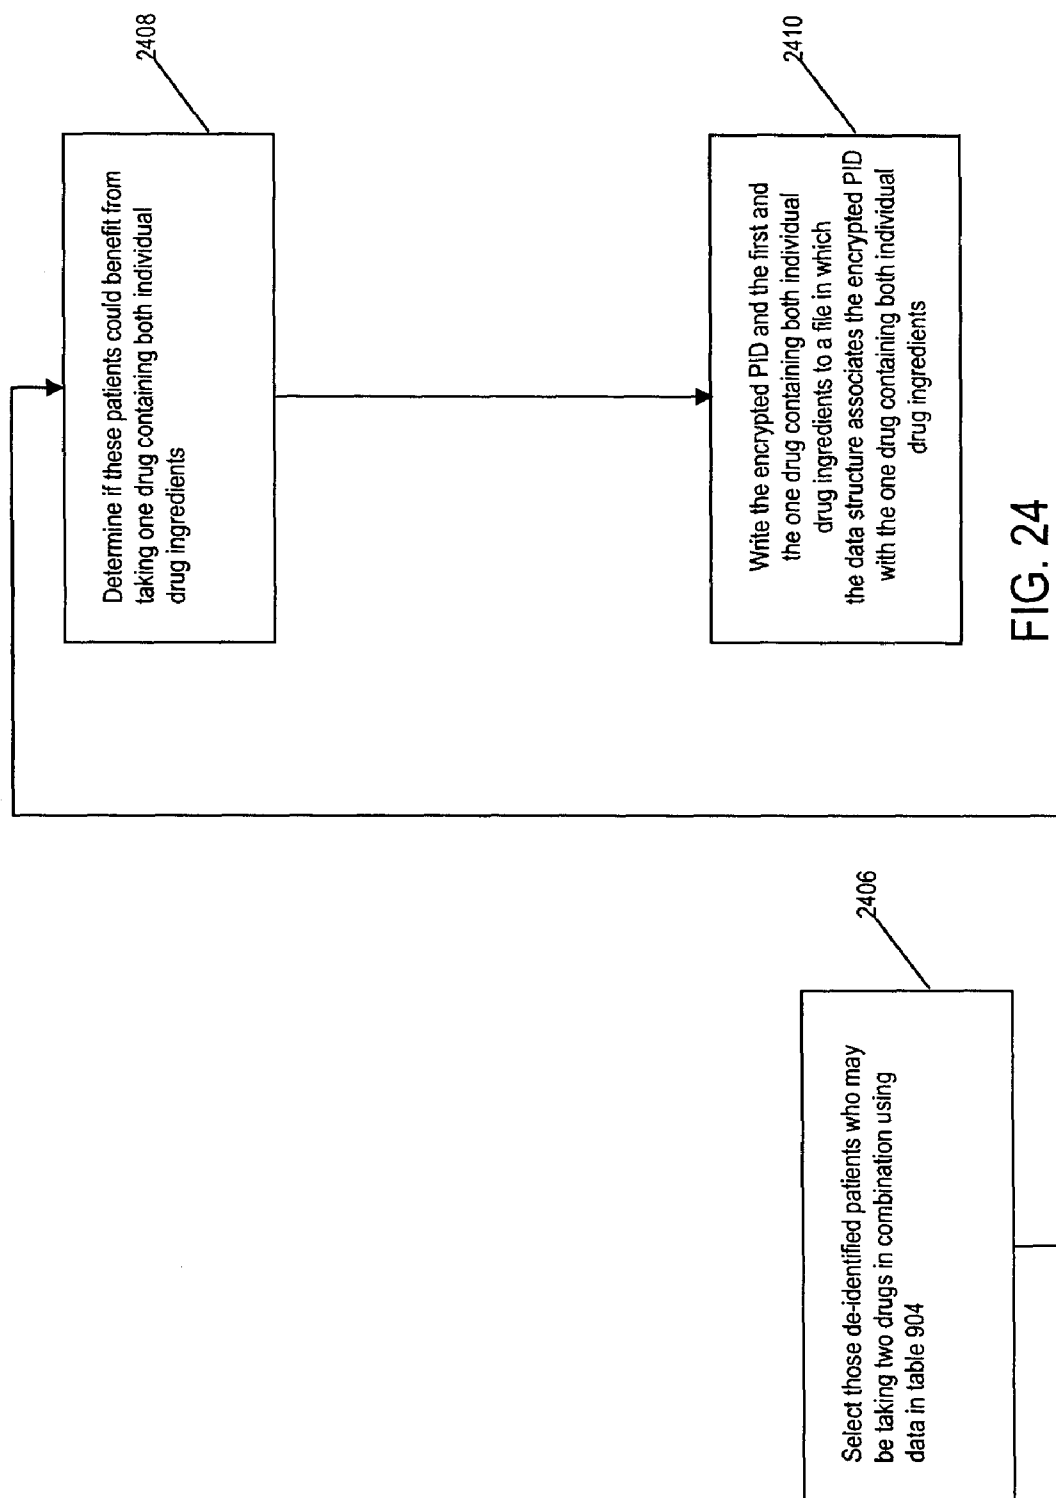 2406
Select those de-identified patients who may
be taking two drugs in combination using
data in table 904
2408
Determine if these patients could benefit from
taking one drug containing both individual
drug ingredients
2410
Write the encrypted PID and the first and
the one drug containing both individual
drug ingredients to a file in which
the data structure associates the encrypted PID
with the one drug containing both individual
drug ingredients
FIG. 24